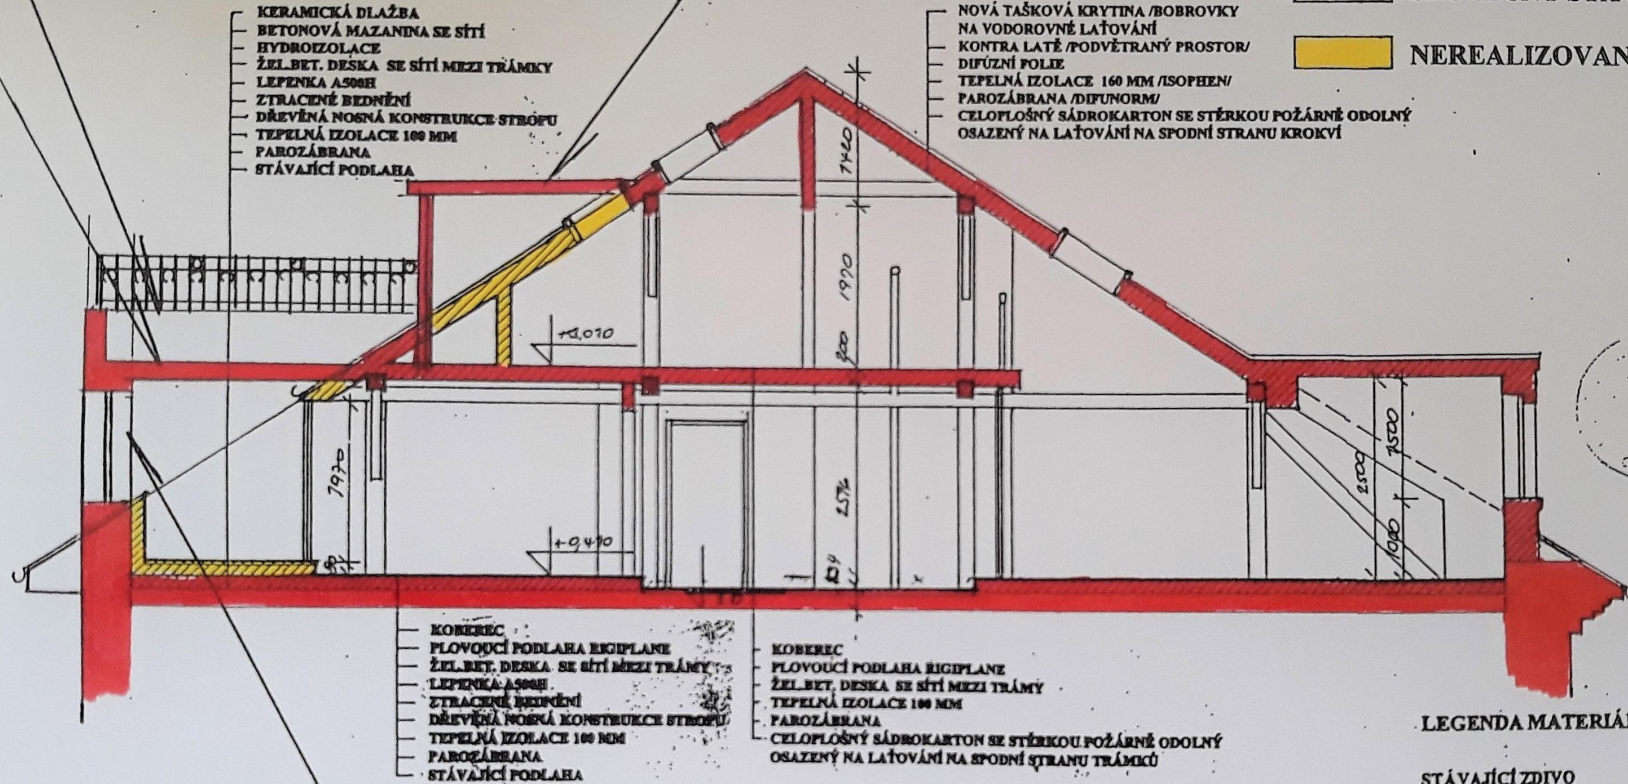 KERAMICKÁ DLAŽBA
BETONOVÁ MAZANINA SE SÍTÍ
HYDROIZOLACE
ŽEL.BET. DESKA SE SÍTÍ MEZI TRÁMKY
LEPENKA A500H
ZTRACENÉ BEDNĚNÍ
DŘEVĚNÁ NOSNÁ KONSTRUKCE STROPU
TEPELNÁ IZOLACE 100 MM
PAROZÁBRANA
STÁVAJÍCÍ PODLAHA
NOVÁ TAŠKOVÁ KRYTINA /BOBROVKY
NA VODOROVNÉ LAŤOVÁNÍ
KONTRA LATĚ /PODVĚTRANÝ PROSTOR/
DIFÚZNÍ FOLIE
TEPELNÁ IZOLACE 160 MM /ISOPHEN/
PAROZÁBRANA /DIFUNORM/
CELOPLOŠNÝ SÁDROKARTON SE STĚRKOU POŽÁRNĚ ODOLNÝ
OSAZENÝ NA LAŤOVÁNÍ NA SPODNÍ STRANU KROKVÍ
NEREALIZOVAN
1420
1970
200
2576
1970
+0,490
2500
1500
1000
KOBEREC
PLOVOUCÍ PODLAHA RIGIPLANE
ŽEL.BET. DESKA SE SÍTÍ MEZI TRÁMY
LEPENKA A500H
ZTRACENÉ BEDNĚNÍ
DŘEVĚNÁ NOSNÁ KONSTRUKCE STROPU
TEPELNÁ IZOLACE 100 MM
PAROZÁBRANA
STÁVAJÍCÍ PODLAHA
KOBEREC
PLOVOUCÍ PODLAHA RIGIPLANE
ŽEL.BET. DESKA SE SÍTÍ MEZI TRÁMY
TEPELNÁ IZOLACE 100 MM
PAROZÁBRANA
CELOPLOŠNÝ SÁDROKARTON SE STĚRKOU POŽÁRNĚ ODOLNÝ
OSAZENÝ NA LAŤOVÁNÍ NA SPODNÍ STRANU TRÁMKŮ
LEGENDA MATERIÁ
STÁVAJÍCÍ ZDIVO